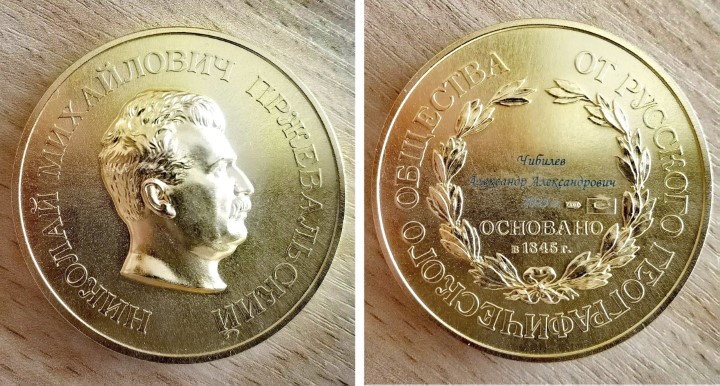 НИКОЛАЙ МИХАЙЛОВИЧ ПРЖЕВАЛЬСКИЙ
ОТ РУССКОГО ГЕОГРАФИЧЕСКОГО ОБЩЕСТВА
Чибилев
Александр Александрович
ОСНОВАНО
в 1845 г.